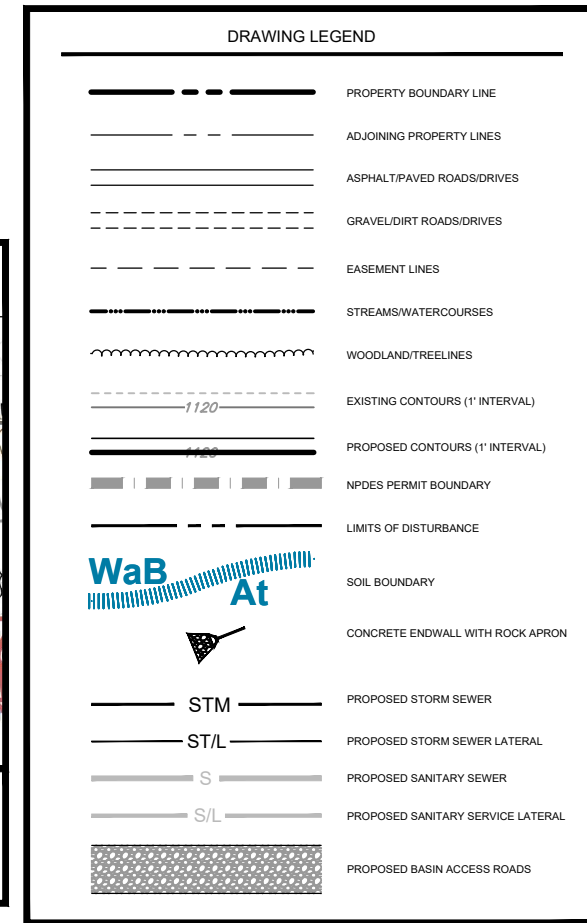 DRAWING LEGEND
PROPERTY BOUNDARY LINE
ADJOINING PROPERTY LINES
ASPHALT/PAVED ROADS/DRIVES
GRAVEL/DIRT ROADS/DRIVES
EASEMENT LINES
STREAMS/WATERCOURSES
WOODLAND/TREELINES
1120 EXISTING CONTOURS (1' INTERVAL)
1120 PROPOSED CONTOURS (1' INTERVAL)
NPDES PERMIT BOUNDARY
LIMITS OF DISTURBANCE
WaB At SOIL BOUNDARY
CONCRETE ENDWALL WITH ROCK APRON
STM PROPOSED STORM SEWER
ST/L PROPOSED STORM SEWER LATERAL
S PROPOSED SANITARY SEWER
S/L PROPOSED SANITARY SERVICE LATERAL
PROPOSED BASIN ACCESS ROADS